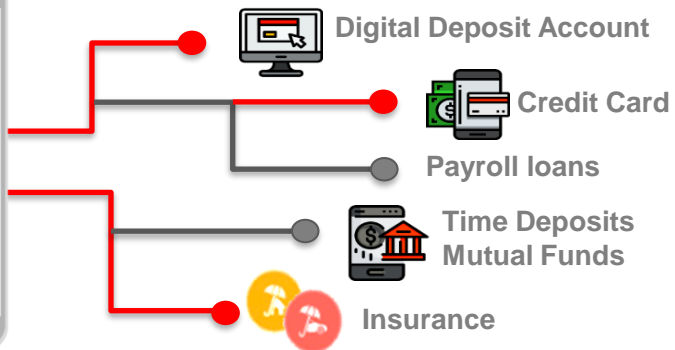 Digital Deposit Account
Credit Card
Payroll loans
Time Deposits
Mutual Funds
Insurance